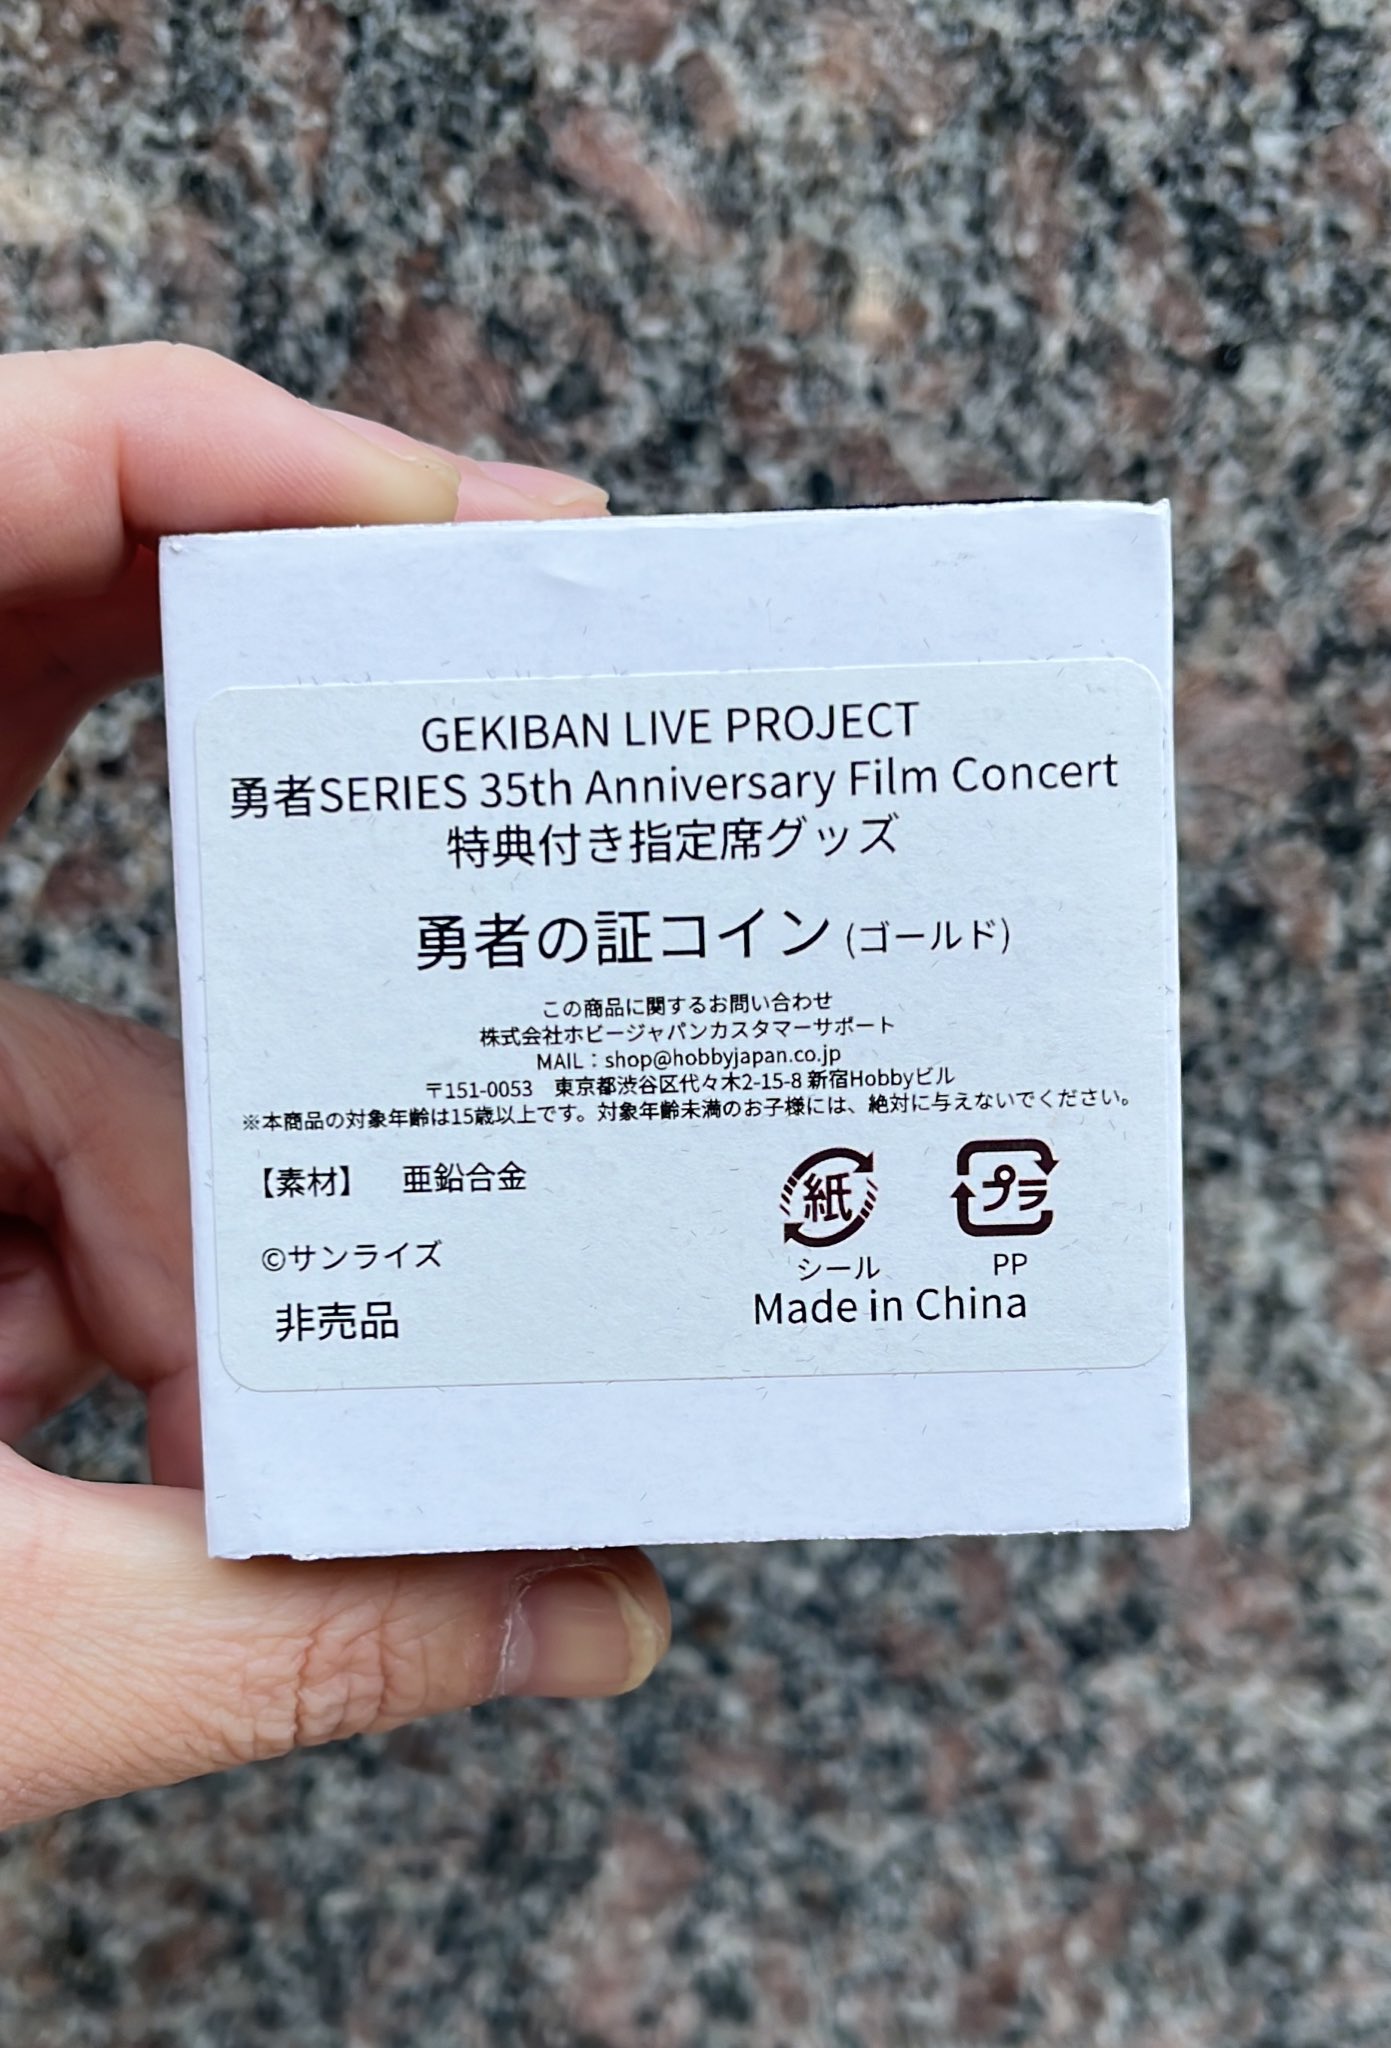 GEKIBAN LIVE PROJECT
勇者SERIES 35th Anniversary Film Concert
特典付き指定席グッズ
勇者の証コイン (ゴールド)
この商品に関するお問い合わせ
株式会社ホビージャパンカスタマーサポート
MAIL：shop@hobbyjapan.co.jp
〒151-0053　東京都渋谷区代々木2-15-8 新宿Hobbyビル
※本商品の対象年齢は15歳以上です。対象年齢未満のお子様には、絶対に与えないでください。
【素材】　亜鉛合金
紙 プラ
シール PP
©サンライズ
Made in China
非売品